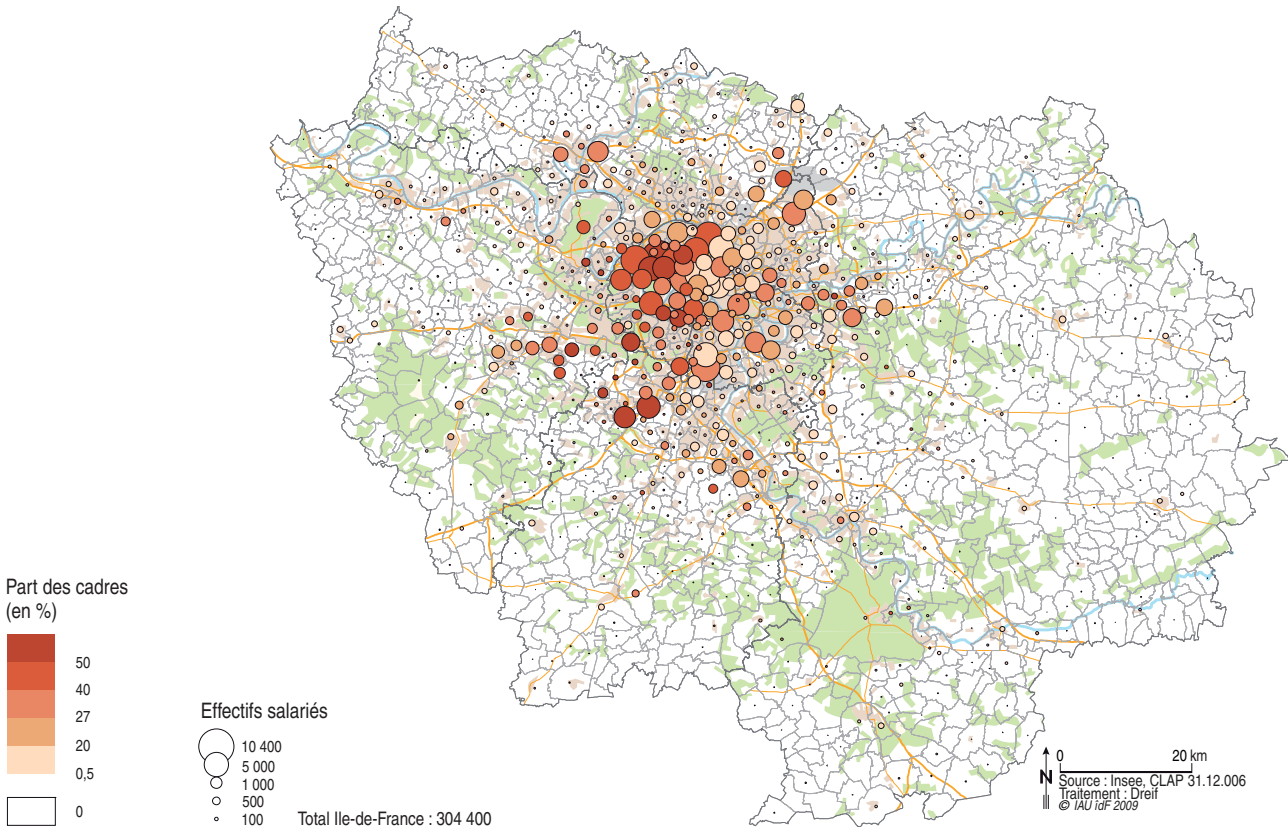 Part des cadres
(en %)
50
40
27
20
0,5
0
Effectifs salariés
10 400
5 000
1 000
500
100
Total Ile-de-France : 304 400
0
20 km
N
Source : Insee, CLAP 31.12.006
Traitement : Dreif
© IAU îdF 2009